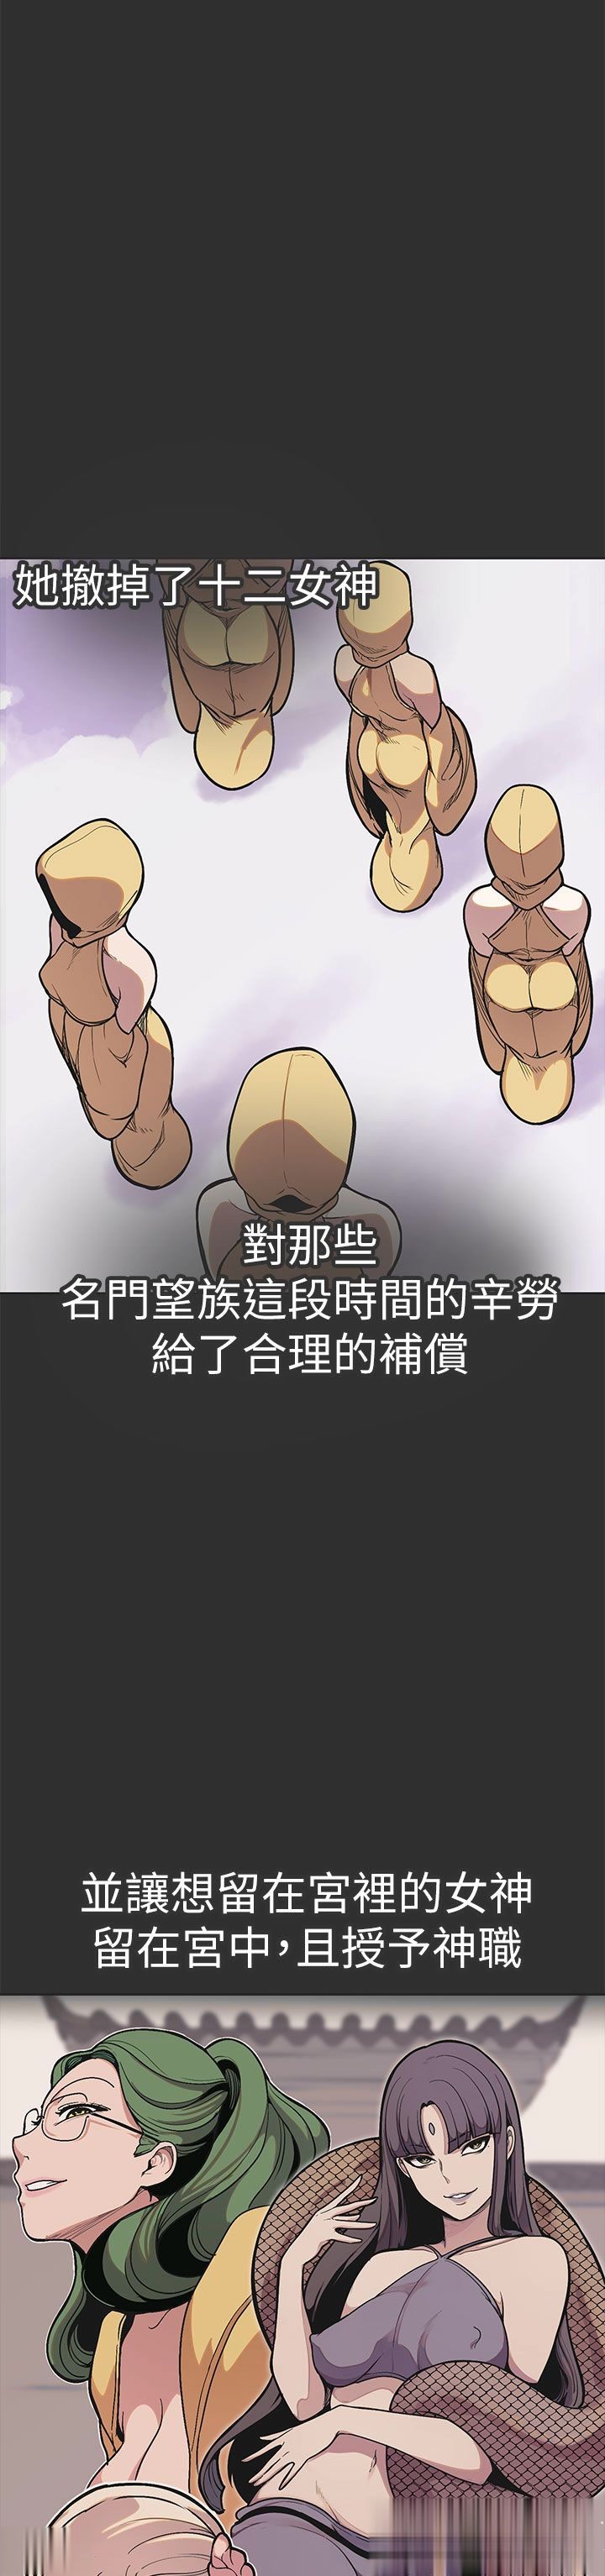 她撤掉了十二女神
對那些
名門望族這段時間的辛勞
給了合理的補償
並讓想留在宮裡的女神
留在宮中，且授予神職